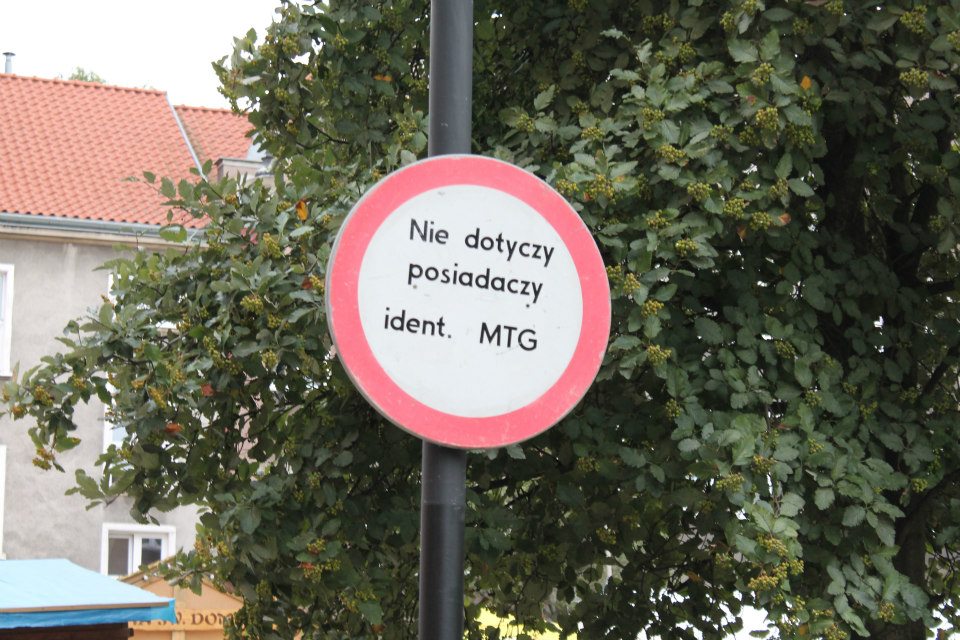 Nie dotyczy
posiadaczy
ident. MTG